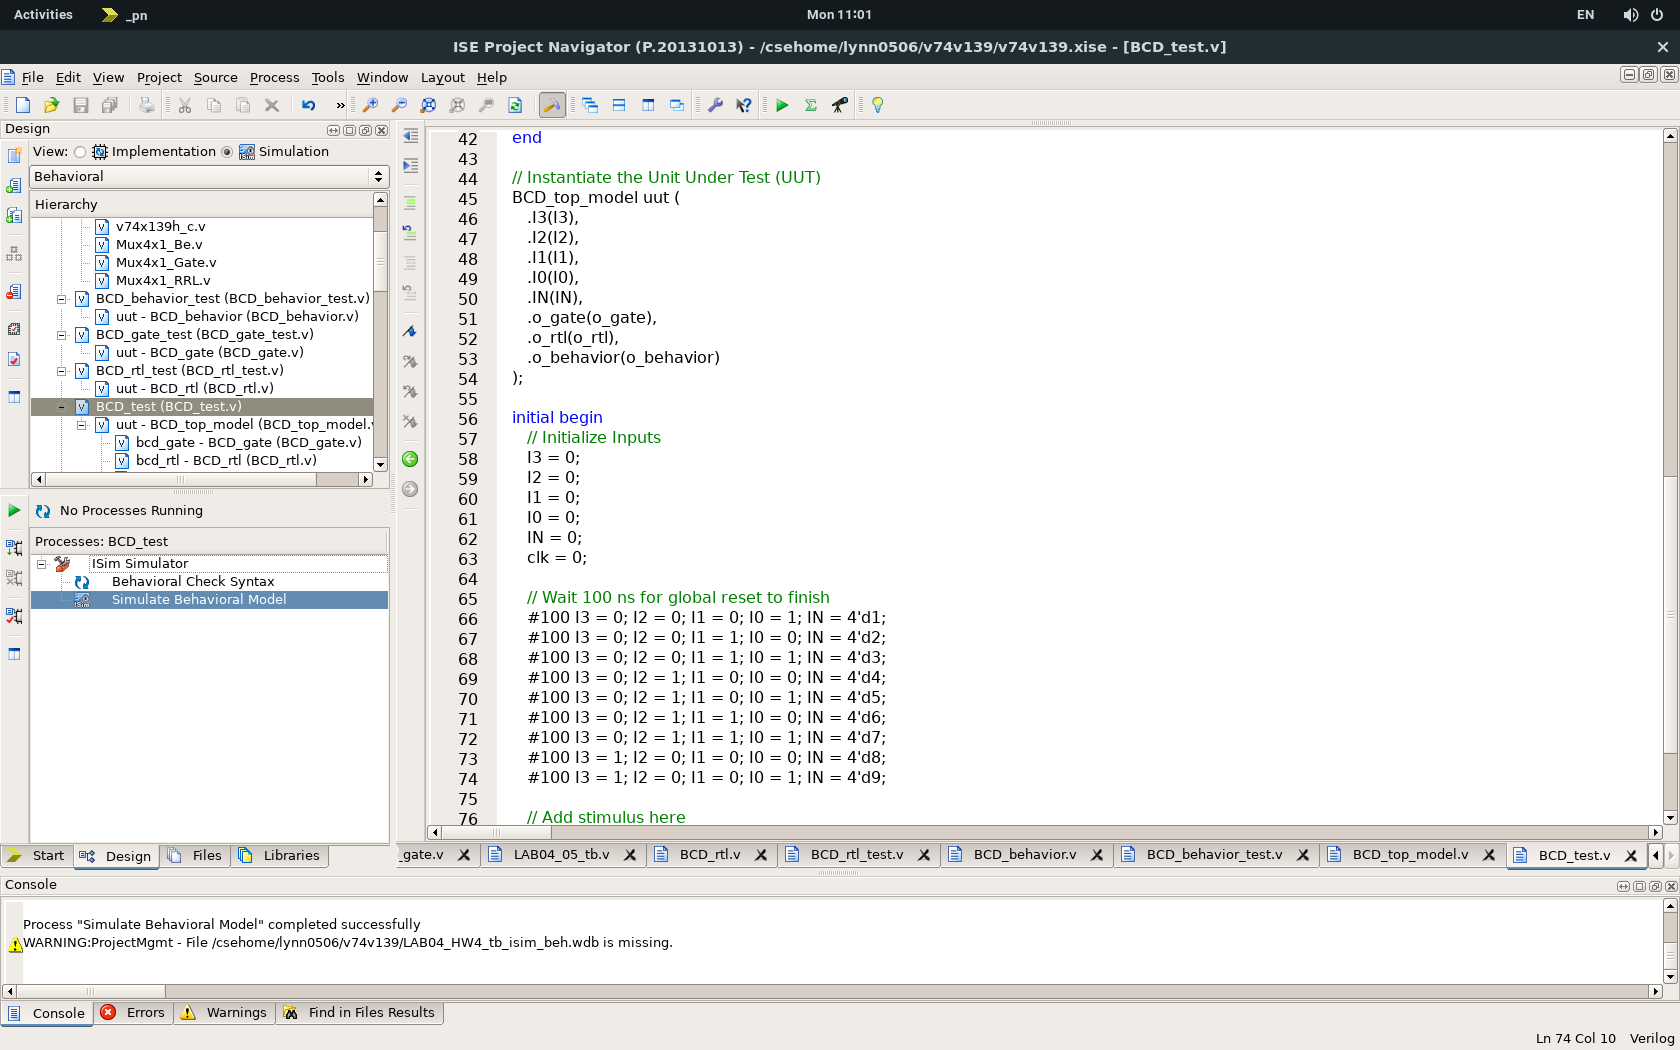 Activities
_pn
Mon 11:01
EN
ISE Project Navigator (P.20131013) - /csehome/lynn0506/v74v139/v74v139.xise - [BCD_test.v]
File Edit View Project Source Process Tools Window Layout Help
»
Design
View: Implementation Simulation
Behavioral
Hierarchy
v74x139h_c.v
Mux4x1_Be.v
Mux4x1_Gate.v
Mux4x1_RRL.v
BCD_behavior_test (BCD_behavior_test.v)
uut - BCD_behavior (BCD_behavior.v)
BCD_gate_test (BCD_gate_test.v)
uut - BCD_gate (BCD_gate.v)
BCD_rtl_test (BCD_rtl_test.v)
uut - BCD_rtl (BCD_rtl.v)
BCD_test (BCD_test.v)
uut - BCD_top_model (BCD_top_model.v
bcd_gate - BCD_gate (BCD_gate.v)
bcd_rtl - BCD_rtl (BCD_rtl.v)
No Processes Running
Processes: BCD_test
ISim Simulator
Behavioral Check Syntax
Simulate Behavioral Model
Start Design Files Libraries
42 end
43
44 // Instantiate the Unit Under Test (UUT)
45 BCD_top_model uut (
46 .I3(I3),
47 .I2(I2),
48 .I1(I1),
49 .I0(I0),
50 .IN(IN),
51 .o_gate(o_gate),
52 .o_rtl(o_rtl),
53 .o_behavior(o_behavior)
54 );
55
56 initial begin
57 // Initialize Inputs
58 I3 = 0;
59 I2 = 0;
60 I1 = 0;
61 I0 = 0;
62 IN = 0;
63 clk = 0;
64
65 // Wait 100 ns for global reset to finish
66 #100 I3 = 0; I2 = 0; I1 = 0; I0 = 1; IN = 4'd1;
67 #100 I3 = 0; I2 = 0; I1 = 1; I0 = 0; IN = 4'd2;
68 #100 I3 = 0; I2 = 0; I1 = 1; I0 = 1; IN = 4'd3;
69 #100 I3 = 0; I2 = 1; I1 = 0; I0 = 0; IN = 4'd4;
70 #100 I3 = 0; I2 = 1; I1 = 0; I0 = 1; IN = 4'd5;
71 #100 I3 = 0; I2 = 1; I1 = 1; I0 = 0; IN = 4'd6;
72 #100 I3 = 0; I2 = 1; I1 = 1; I0 = 1; IN = 4'd7;
73 #100 I3 = 1; I2 = 0; I1 = 0; I0 = 0; IN = 4'd8;
74 #100 I3 = 1; I2 = 0; I1 = 0; I0 = 1; IN = 4'd9;
75
76 // Add stimulus here
_gate.v LAB04_05_tb.v BCD_rtl.v BCD_rtl_test.v BCD_behavior.v BCD_behavior_test.v BCD_top_model.v BCD_test.v
Console
Process "Simulate Behavioral Model" completed successfully
WARNING:ProjectMgmt - File /csehome/lynn0506/v74v139/LAB04_HW4_tb_isim_beh.wdb is missing.
Console Errors Warnings Find in Files Results
Ln 74 Col 10 Verilog